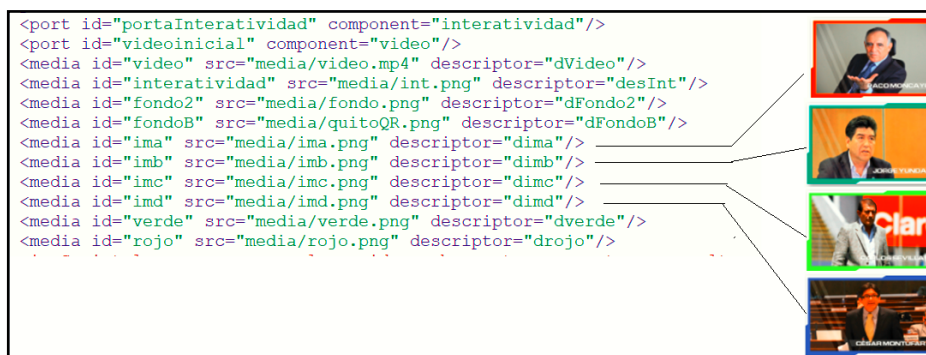 <port id="portaInteratividad" component="interatividad"/>
<port id="videoinicial" component="video"/>
<media id="video" src="media/video.mp4" descriptor="dVideo"/>
<media id="interatividad" src="media/int.png" descriptor="desInt"/>
<media id="fondo2" src="media/fondo.png" descriptor="dFondo2"/>
<media id="fondoB" src="media/quitoQR.png" descriptor="dFondoB"/>
<media id="ima" src="media/ima.png" descriptor="dima"/>
<media id="imb" src="media/imb.png" descriptor="dimb"/>
<media id="imc" src="media/imc.png" descriptor="dimc"/>
<media id="imd" src="media/imd.png" descriptor="dimd"/>
<media id="verde" src="media/verde.png" descriptor="dverde"/>
<media id="rojo" src="media/rojo.png" descriptor="drojo"/>
PACO MONCAY
JORGE YUNDA
Clar
CESAR MONTUFAR